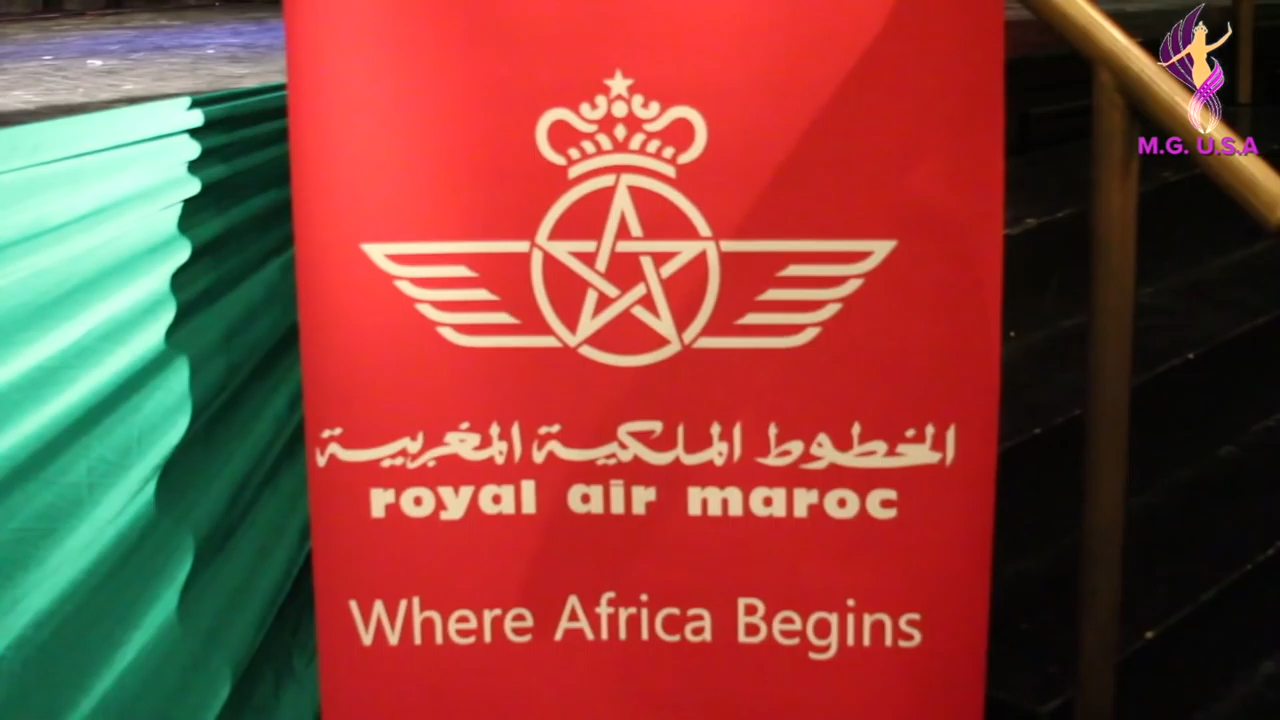 الخطوط الملكية المغربية
royal air maroc
Where Africa Begins
M.G. U.S.A